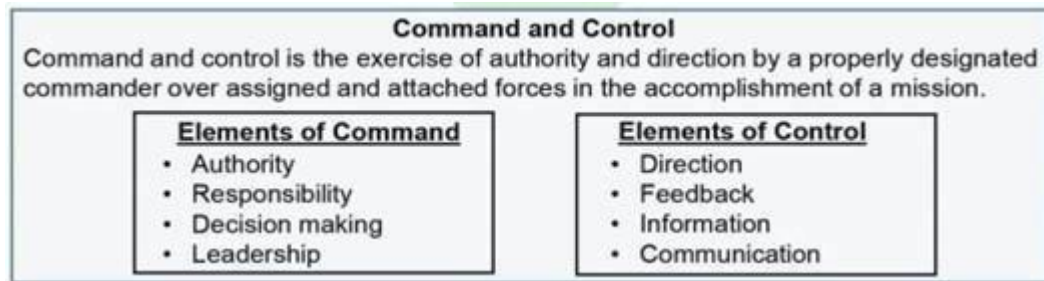 Command and Control
Command and control is the exercise of authority and direction by a properly designated
commander over assigned and attached forces in the accomplishment of a mission.
Elements of Command
• Authority
• Responsibility
• Decision making
• Leadership
Elements of Control
• Direction
• Feedback
• Information
• Communication